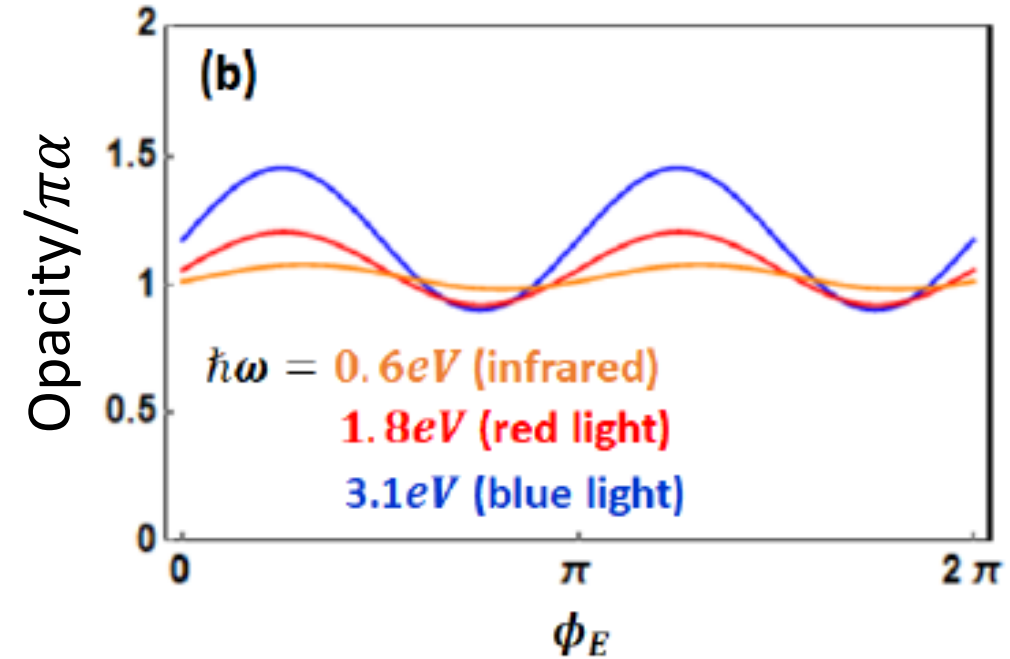 2
(b)
1.5
Opacity/πα
1
ħω = 0.6eV (infrared)
0.5
1.8eV (red light)
3.1eV (blue light)
0
0
π
2 π
ϕ_E